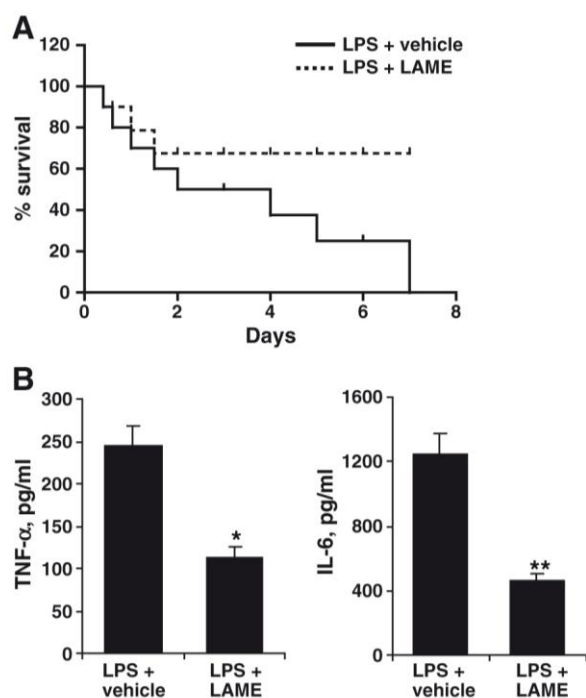 A
LPS + vehicle
LPS + LAME
120
100
80
60
40
20
0
% survival
0 2 4 6 8
Days
B
300
250
200
150
100
50
0
TNF-α, pg/ml
*
LPS + LPS +
vehicle LAME
1600
1200
800
400
0
IL-6, pg/ml
**
LPS + LPS +
vehicle LAME